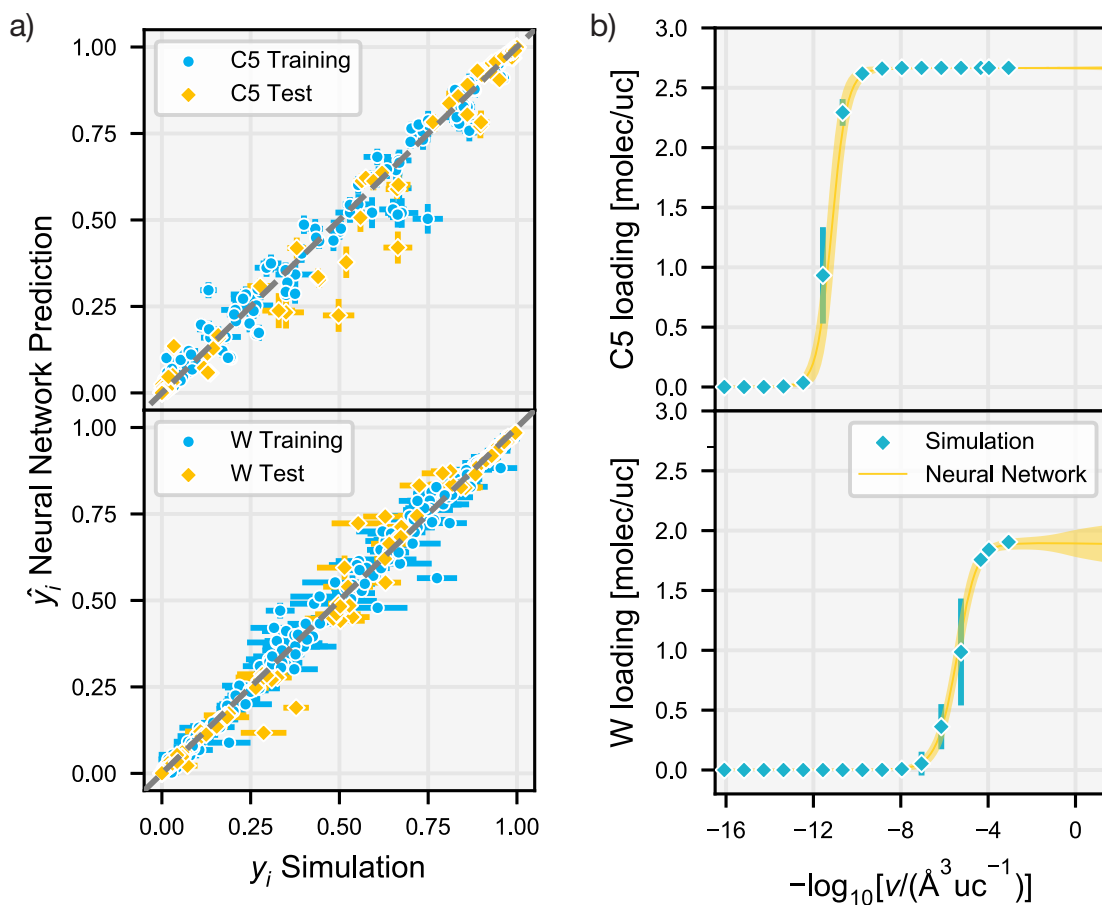 a)
1.00
0.75
0.50
0.25
0.00
C5 Training
C5 Test
1.00
0.75
0.50
0.25
0.00
W Training
W Test
ŷᵢ Neural Network Prediction
0.00 0.25 0.50 0.75 1.00
yᵢ Simulation
b)
3.0
2.5
2.0
1.5
1.0
0.5
0.0
C5 loading [molec/uc]
3.0
2.5
2.0
1.5
1.0
0.5
0.0
W loading [molec/uc]
Simulation
Neural Network
−16 −12 −8 −4 0
−log₁₀[v/(Å³uc⁻¹)]